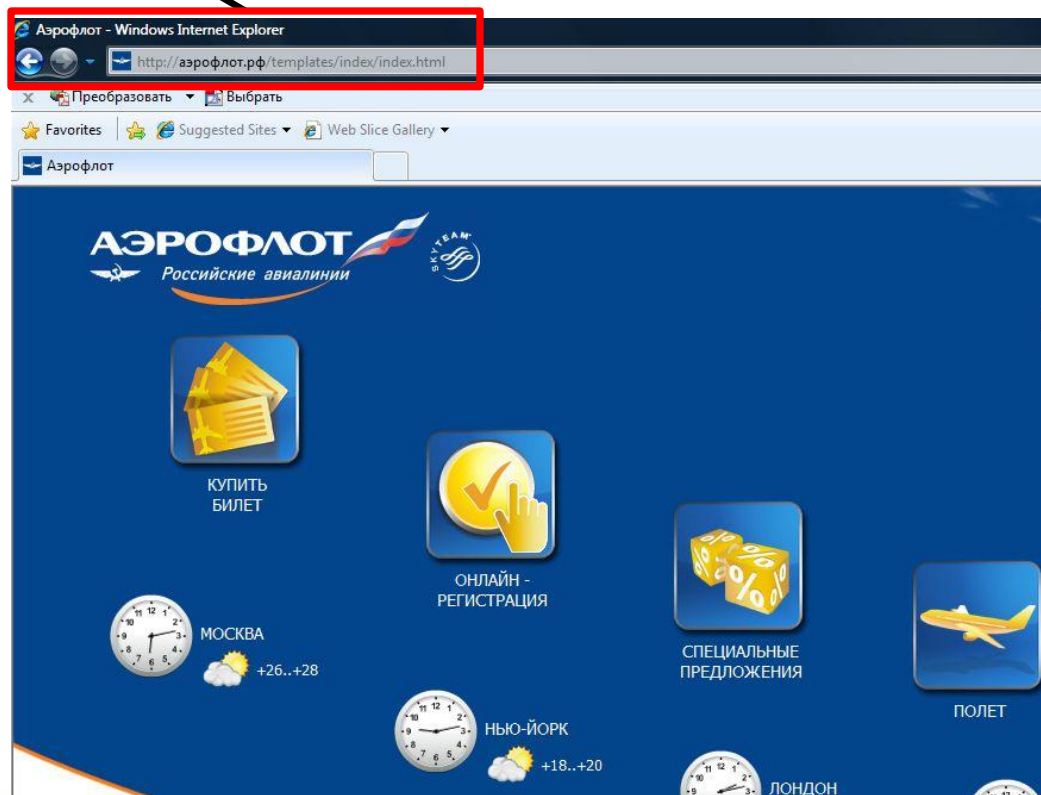 Аэрофлот - Windows Internet Explorer
http://аэрофлот.рф/templates/index/index.html
x Преобразовать Выбрать
Favorites Suggested Sites Web Slice Gallery
Аэрофлот
АЭРОФЛОТ
Российские авиалинии
SKYTEAM
КУПИТЬ
БИЛЕТ
ОНЛАЙН -
РЕГИСТРАЦИЯ
СПЕЦИАЛЬНЫЕ
ПРЕДЛОЖЕНИЯ
ПОЛЕТ
МОСКВА
+26..+28
НЬЮ-ЙОРК
+18..+20
ЛОНДОН